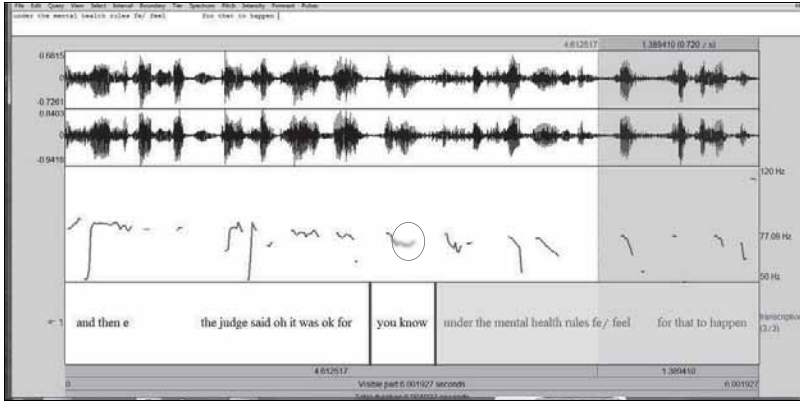 File Edit Query View Select Interval Boundary Tier Spectrum Pitch Intensity Formant Pulses
under the mental health rules fe/ feel for that to happen
4.612517 1.389410 (0.720 / s)
0.6815
0
-0.7261
0.8403
0
-0.9416
120 Hz
77.06 Hz
50 Hz
1 and then e the judge said oh it was ok for you know under the mental health rules fe/ feel for that to happen transcription
(3 / 3)
4.612517 1.389410
0 Visible part 6.001927 seconds 6.001927